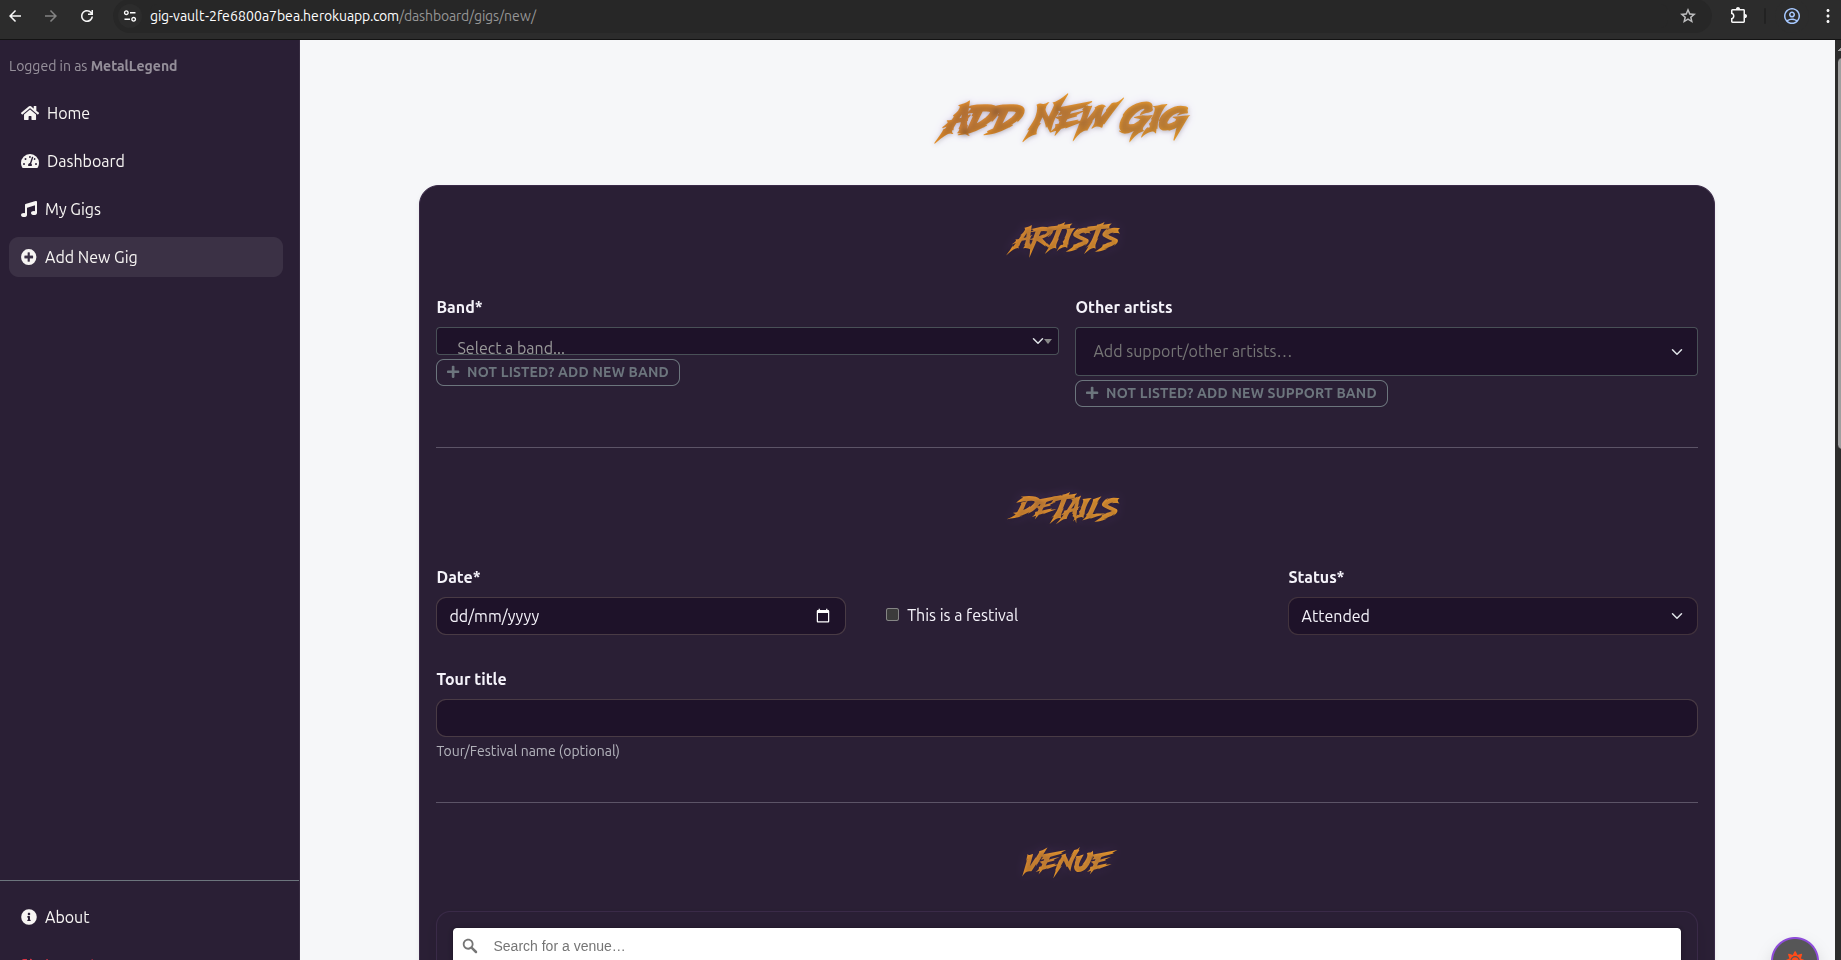 gig-vault-2fe6800a7bea.herokuapp.com/dashboard/gigs/new/
Logged in as MetalLegend
Home
Dashboard
My Gigs
Add New Gig
Add New Gig
Artists
Band*
Other artists
Select a band...
Add support/other artists...
NOT LISTED? ADD NEW BAND
NOT LISTED? ADD NEW SUPPORT BAND
Details
Date*
Status*
dd/mm/yyyy
This is a festival
Attended
Tour title
Tour/Festival name (optional)
Venue
About
Search for a venue...